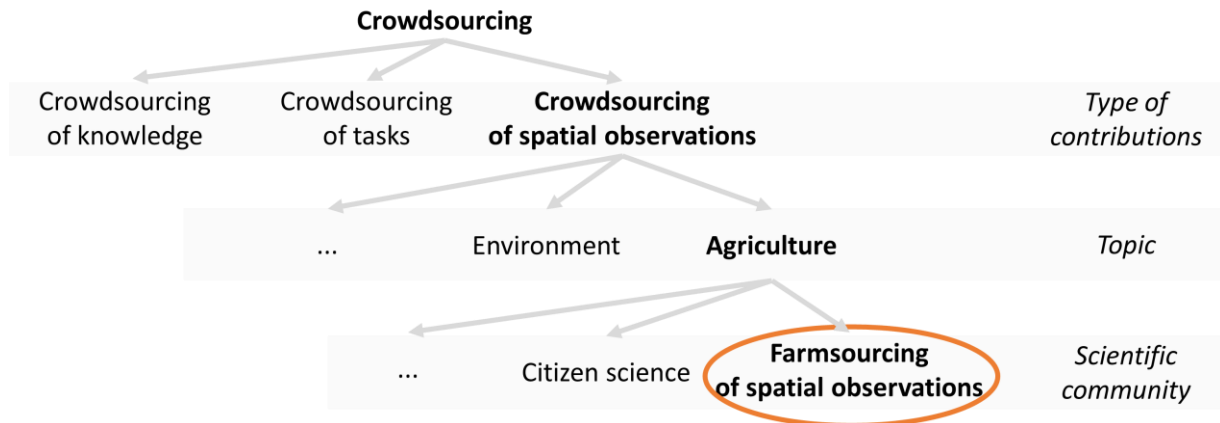 Crowdsourcing
Crowdsourcing
of knowledge
Crowdsourcing
of tasks
Crowdsourcing
of spatial observations
Type of
contributions
...
Environment
Agriculture
Topic
...
Citizen science
Farmsourcing
of spatial observations
Scientific
community